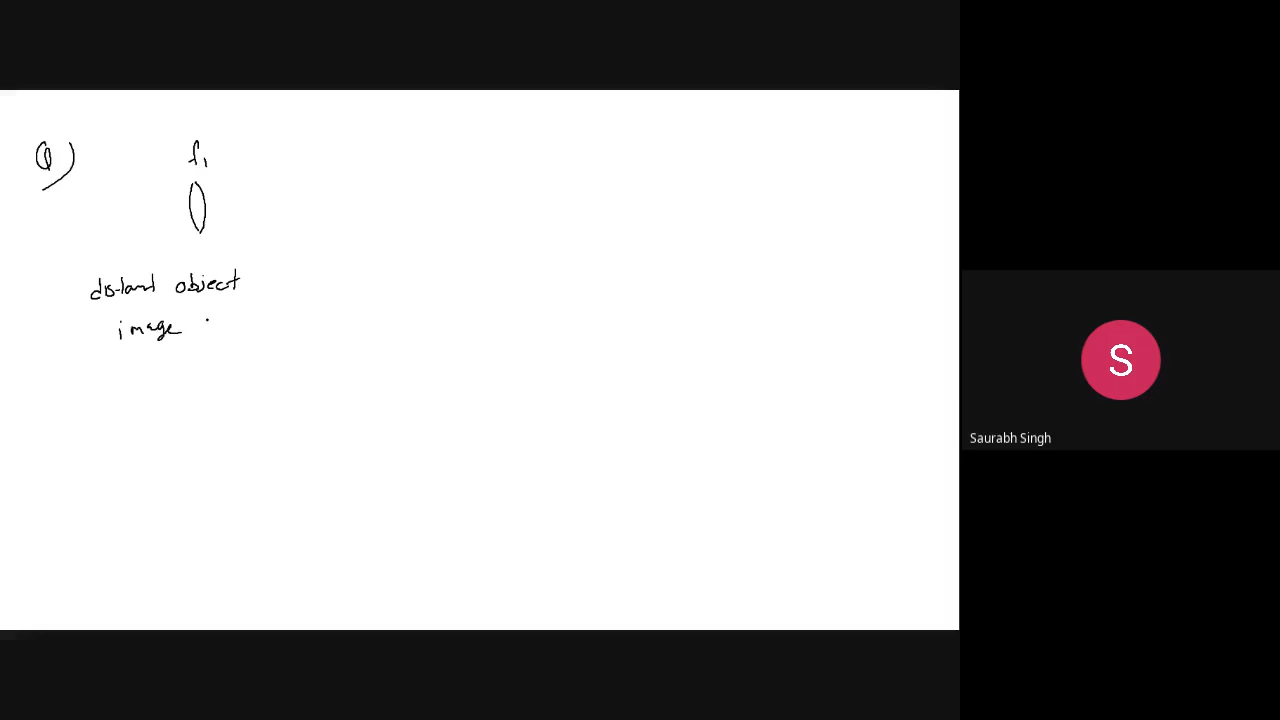 Q)
f₁
distant object
image
S
Saurabh Singh